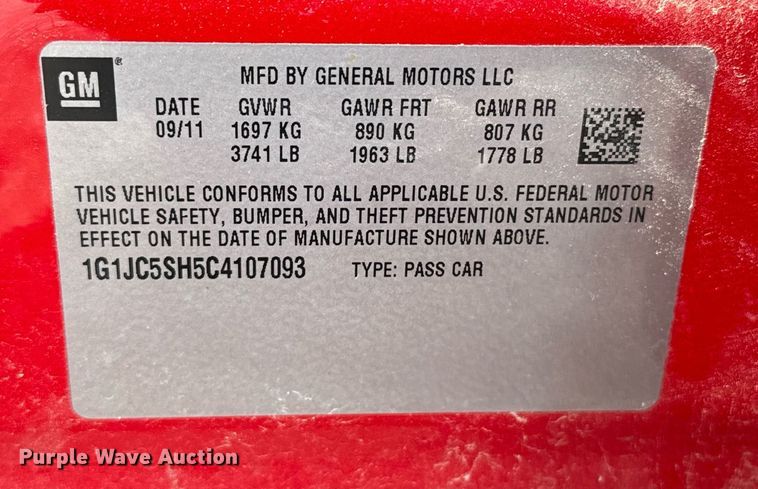 GM®
MFD BY GENERAL MOTORS LLC
DATE GVWR GAWR FRT GAWR RR
09/11 1697 KG 890 KG 807 KG
3741 LB 1963 LB 1778 LB
THIS VEHICLE CONFORMS TO ALL APPLICABLE U.S. FEDERAL MOTOR
VEHICLE SAFETY, BUMPER, AND THEFT PREVENTION STANDARDS IN
EFFECT ON THE DATE OF MANUFACTURE SHOWN ABOVE.
1G1JC5SH5C4107093 TYPE: PASS CAR
Purple Wave Auction